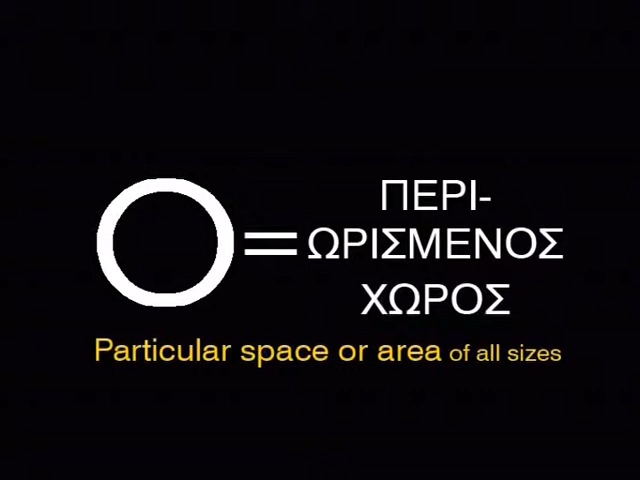 Ο=
ΠΕΡΙ-
ΩΡΙΣΜΕΝΟΣ
ΧΩΡΟΣ
Particular space or area of all sizes